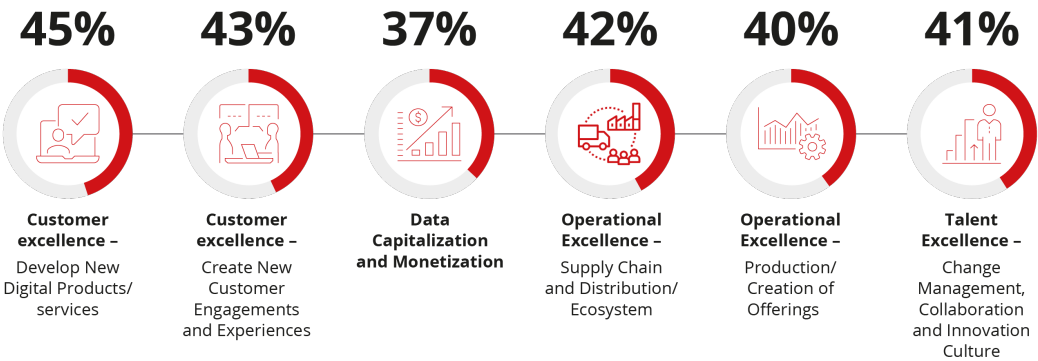 45%
Customer
excellence –
Develop New
Digital Products/
services
43%
Customer
excellence –
Create New
Customer
Engagements
and Experiences
37%
$
Data
Capitalization
and Monetization
42%
Operational
Excellence –
Supply Chain
and Distribution/
Ecosystem
40%
Operational
Excellence –
Production/
Creation of
Offerings
41%
Talent
Excellence –
Change
Management,
Collaboration
and Innovation
Culture